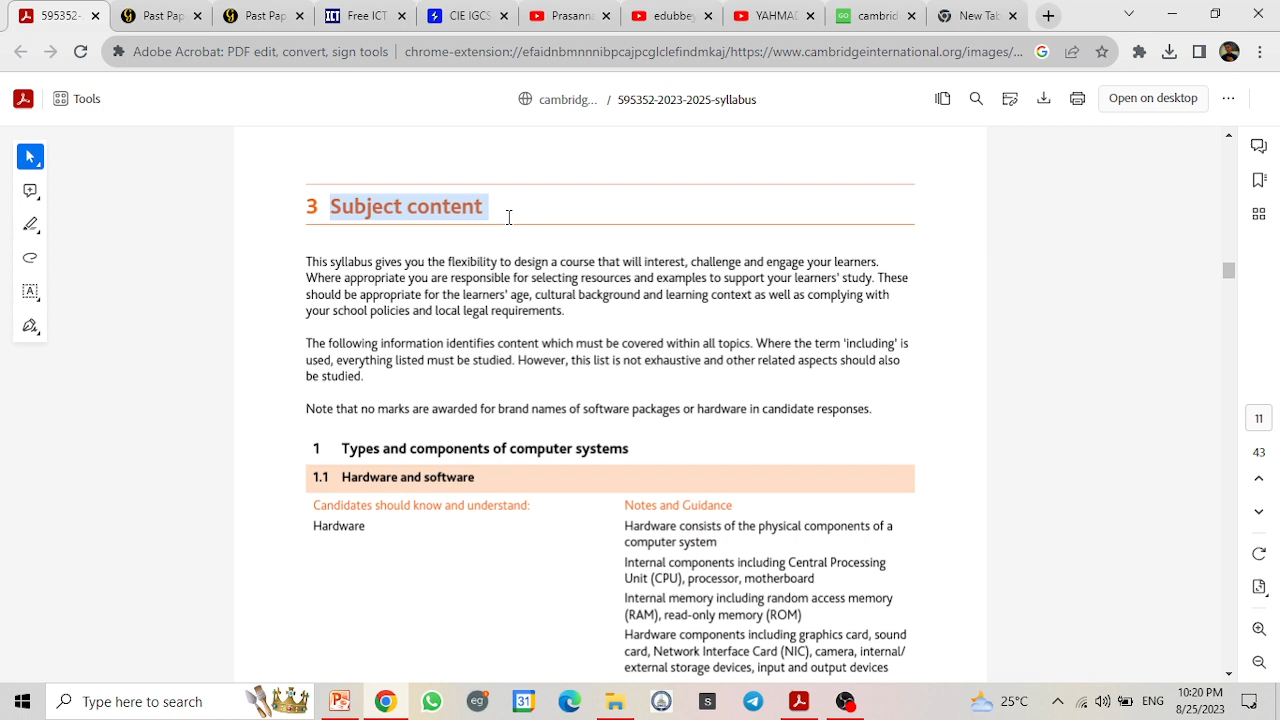 595352-
Past Pap
Past Pap
Free ICT
CIE IGCS
Prasanna
edubeg
YAHMAI
cambrid
New Tab
Adobe Acrobat: PDF edit, convert, sign tools
chrome-extension://efaidnbmnnnibpcajpcglclefindmkaj/https://www.cambridgeinternational.org/images/...
Tools
cambridg... / 595352-2023-2025-syllabus
Open on desktop
3 Subject content
This syllabus gives you the flexibility to design a course that will interest, challenge and engage your learners.
Where appropriate you are responsible for selecting resources and examples to support your learners' study. These
should be appropriate for the learners' age, cultural background and learning context as well as complying with
your school policies and local legal requirements.
The following information identifies content which must be covered within all topics. Where the term 'including' is
used, everything listed must be studied. However, this list is not exhaustive and other related aspects should also
be studied.
Note that no marks are awarded for brand names of software packages or hardware in candidate responses.
11
43
1 Types and components of computer systems
1.1 Hardware and software
Candidates should know and understand:
Notes and Guidance
Hardware
Hardware consists of the physical components of a
computer system
Internal components including Central Processing
Unit (CPU), processor, motherboard
Internal memory including random access memory
(RAM), read-only memory (ROM)
Hardware components including graphics card, sound
card, Network Interface Card (NIC), camera, internal/
external storage devices, input and output devices
Type here to search
25°C
ENG
10:20 PM
8/25/2023